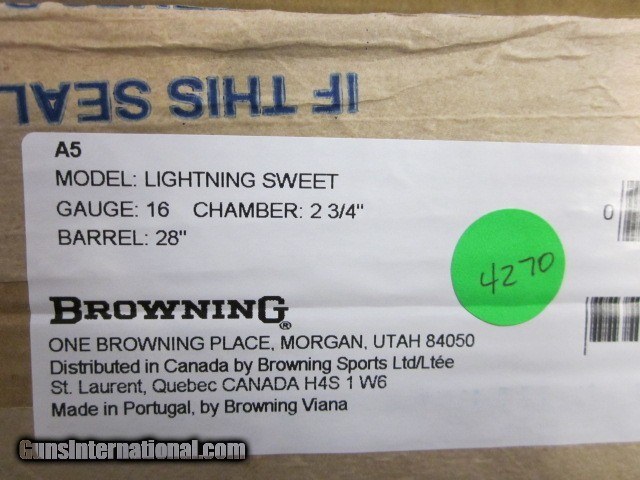 IF THIS SEAL
A5
MODEL: LIGHTNING SWEET
GAUGE: 16 CHAMBER: 2 3/4"
BARREL: 28"
0
4270
BROWNING®
ONE BROWNING PLACE, MORGAN, UTAH 84050
Distributed in Canada by Browning Sports Ltd/Ltée
St. Laurent, Quebec CANADA H4S 1 W6
Made in Portugal, by Browning Viana
GunsInternational.com